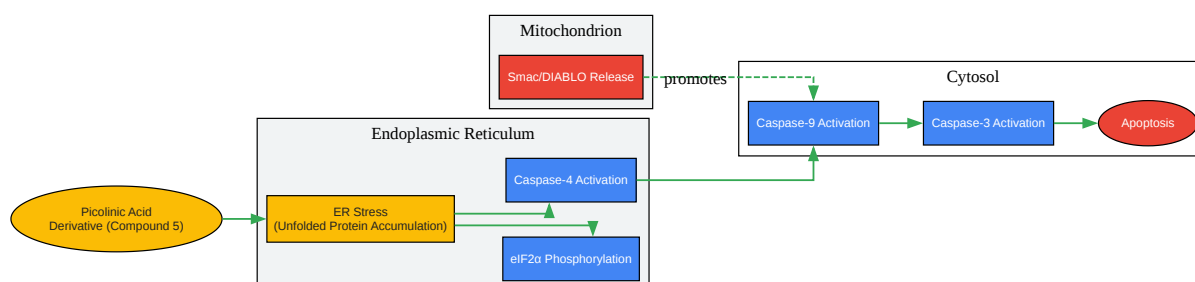 Mitochondrion
Smac/DIABLO Release
promotes
Cytosol
Caspase-9 Activation
Caspase-3 Activation
Apoptosis
Endoplasmic Reticulum
Caspase-4 Activation
Picolinic Acid
Derivative (Compound 5)
ER Stress
(Unfolded Protein Accumulation)
eIF2α Phosphorylation